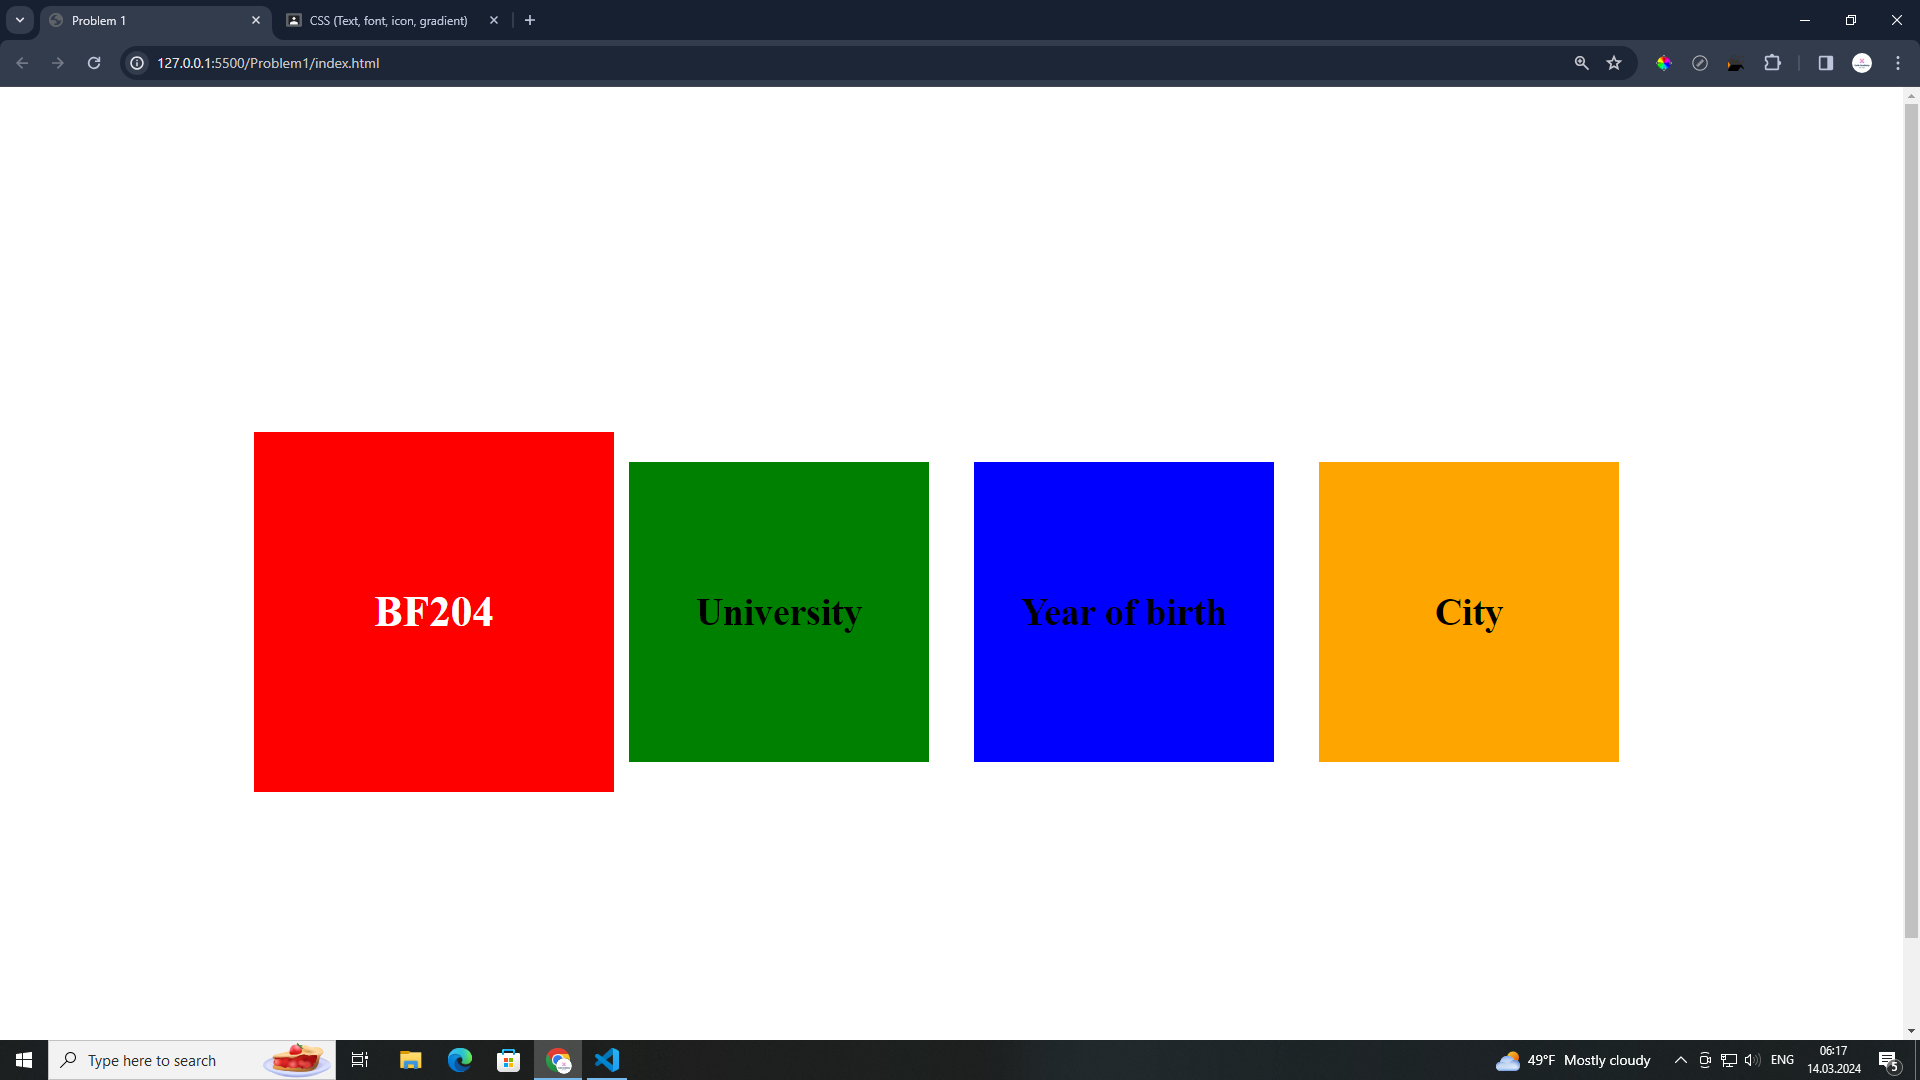 Problem 1
CSS (Text, font, icon, gradient)
127.0.0.1:5500/Problem1/index.html
BF204
University
Year of birth
City
Type here to search
49°F Mostly cloudy
ENG
06:17
14.03.2024
5